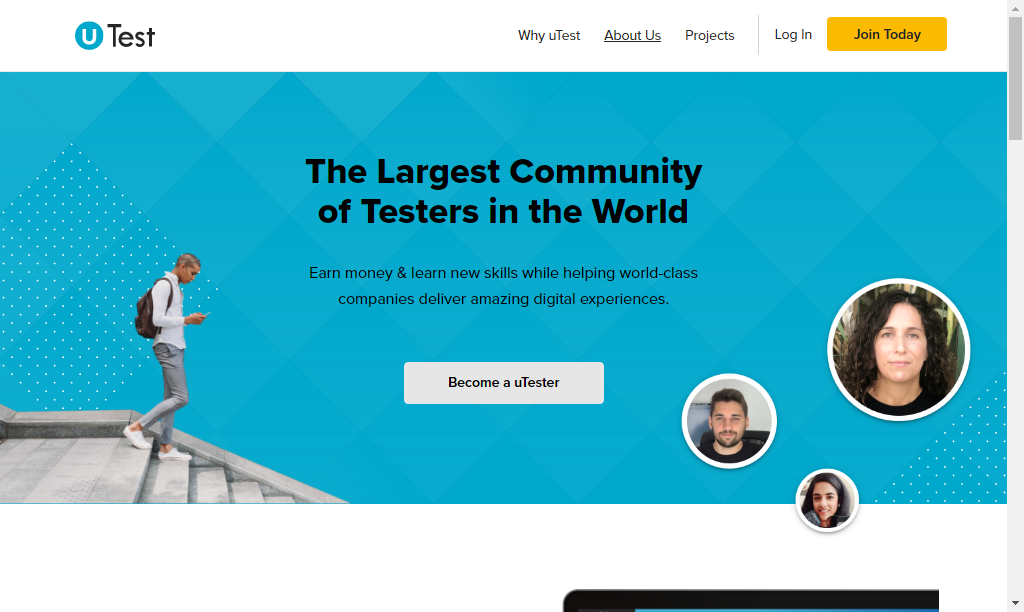 uTest
Why uTest
About Us
Projects
Log In
Join Today
The Largest Community
of Testers in the World
Earn money & learn new skills while helping world-class
companies deliver amazing digital experiences.
Become a uTester